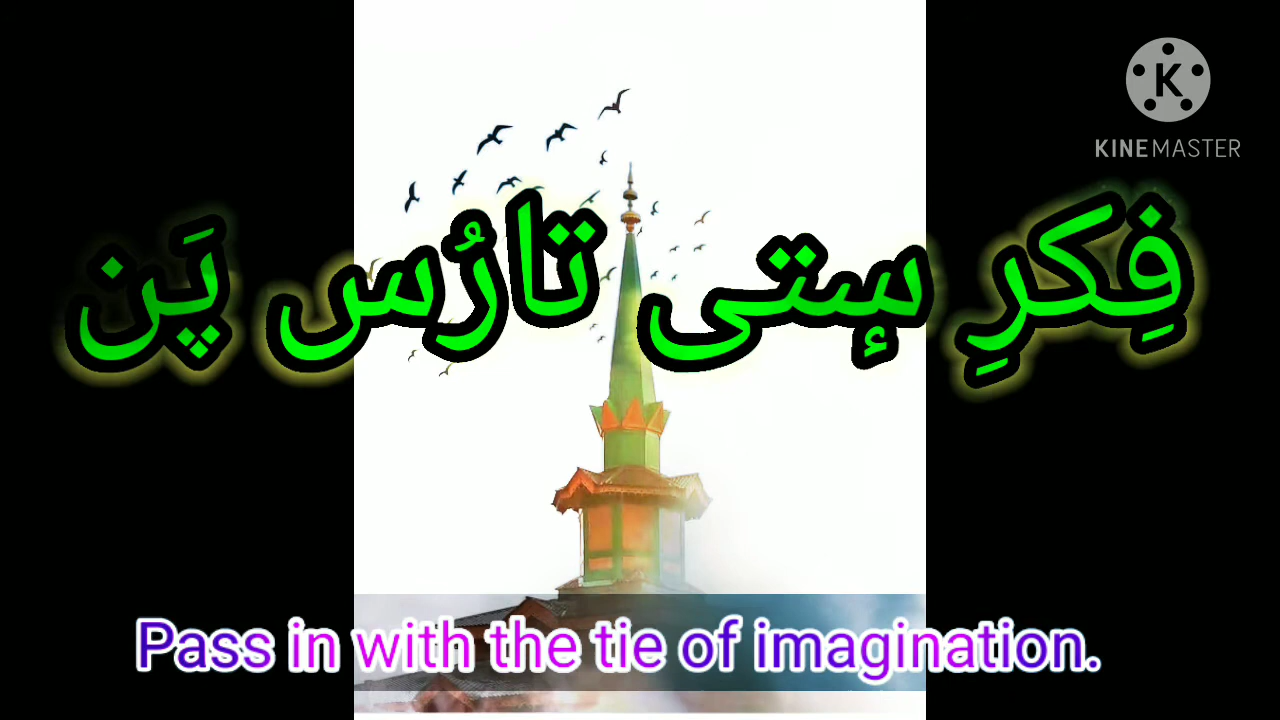 KINEMASTER
فِکرِ سٟتی تارُس پَن
Pass in with the tie of imagination.